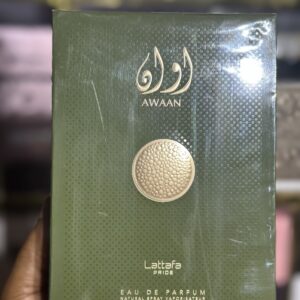 اوان
AWAAN
Lattafa
PRIDE
EAU DE PARFUM
NATURAL SPRAY VAPORISATEUR